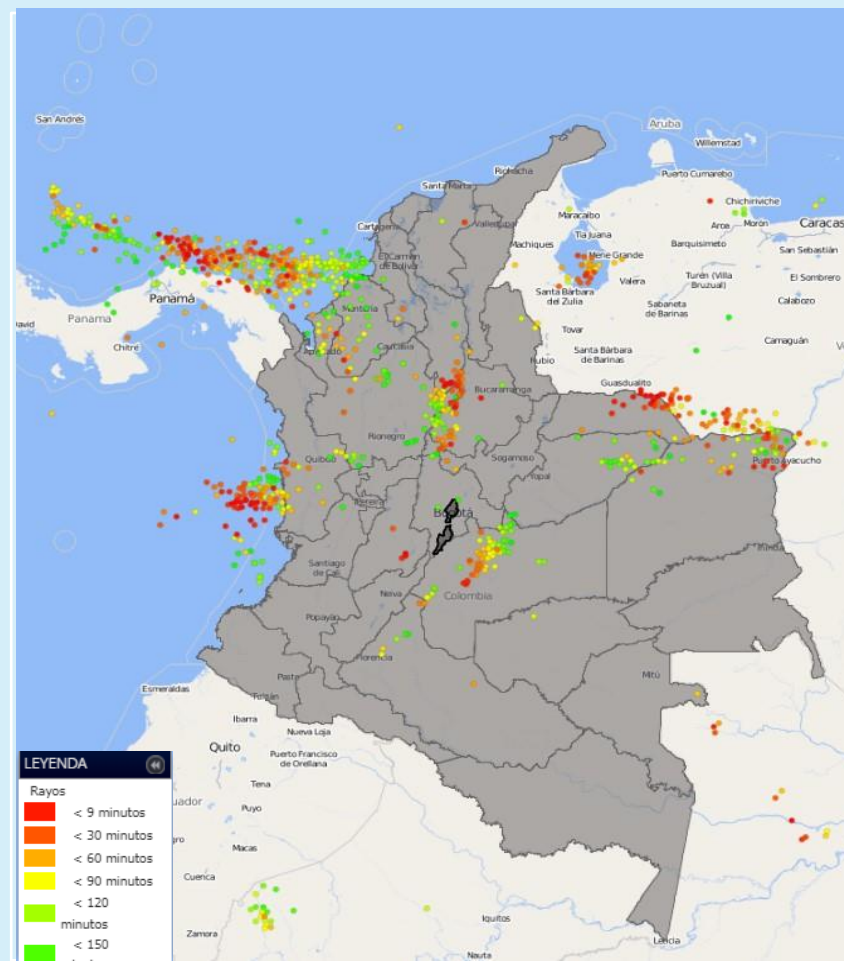 San Andrés
Aruba
Willemstad
Riohacha
Puerto Cumarebo
Santa Marta
Chichiriviche
Maracaibo
Valledupar
Cartagena
Aroa
Morón
Caracas
Tia Juana
Machiques
Barquisimeto
San Sebastián
El Carmen
de Bolívar
Mene Grande
Valera
Turén (Villa
Bruzual)
El Sombrero
Santa Bárbara
del Zulia
Panamá
Sabaneta
de Barinas
Calabozo
Montería
Panama
David
Tovar
Camaguán
Chitré
Caucasia
Apartadó
Santa Bárbara
de Barinas
Rubio
Guasdualito
Bucaramanga
Rionegro
Quibdó
Sogamoso
Puerto Ayacucho
Yopal
Pereira
Bogotá
Inírida
Santiago
de Cali
Neiva
Colombia
Popayán
Florencia
Mitú
Pasto
Esmeraldas
Tulcán
Ibarra
Nueva Loja
Quito
Puerto Francisco
de Orellana
LEYENDA
Tena
Rayos
Puyo
< 9 minutos
< 30 minutos
Macas
< 60 minutos
Cuenca
< 90 minutos
< 120
minutos
Iquitos
Zamora
Leticia
< 150
Nauta